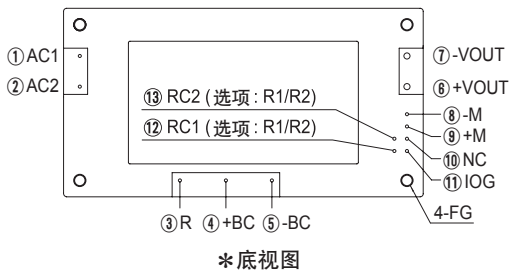 ①AC1
②AC2
⑦-VOUT
⑥+VOUT
⑬ RC2 (选项 : R1/R2)
⑫ RC1 (选项 : R1/R2)
⑧-M
⑨+M
⑩NC
⑪IOG
③R ④+BC ⑤-BC
4-FG
＊底视图